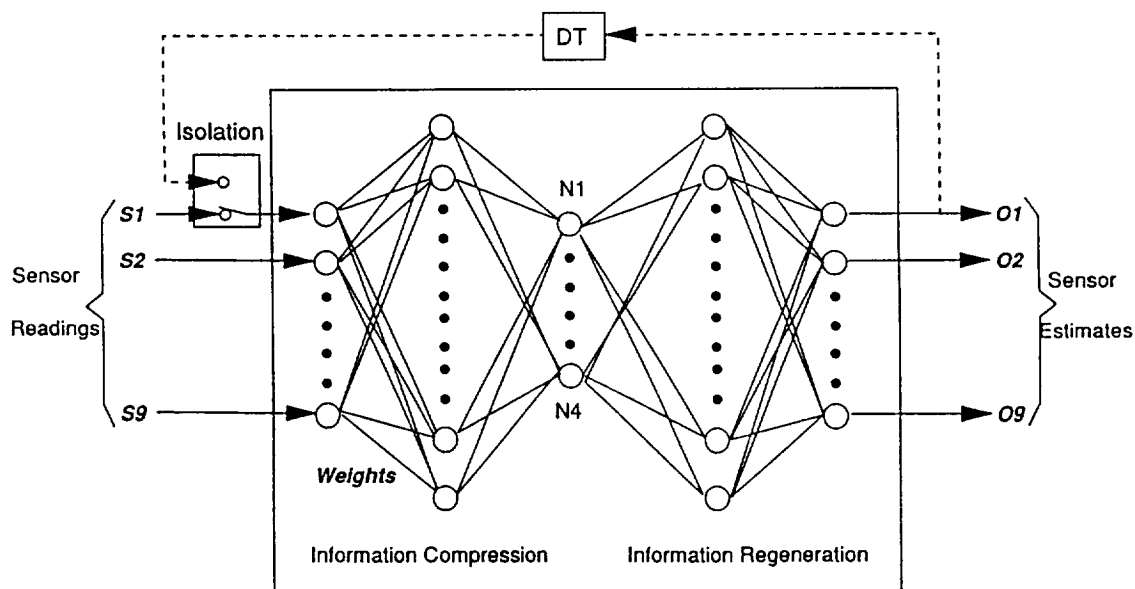 DT
Isolation
N1
S1
O1
S2
O2
Sensor
Readings
Sensor
Estimates
N4
S9
O9
Weights
Information Compression
Information Regeneration